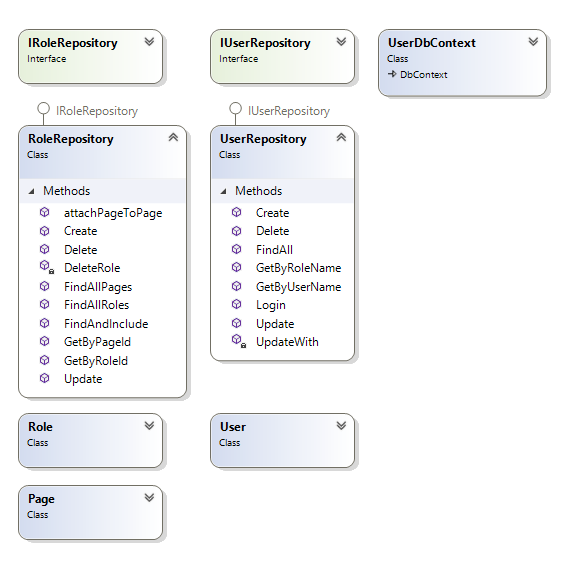 IRoleRepository
Interface
IUserRepository
Interface
UserDbContext
Class
DbContext
IRoleRepository
RoleRepository
Class
Methods
attachPageToPage
Create
Delete
DeleteRole
FindAllPages
FindAllRoles
FindAndInclude
GetByPageId
GetByRoleId
Update
IUserRepository
UserRepository
Class
Methods
Create
Delete
FindAll
GetByRoleName
GetByUserName
Login
Update
UpdateWith
Role
Class
User
Class
Page
Class